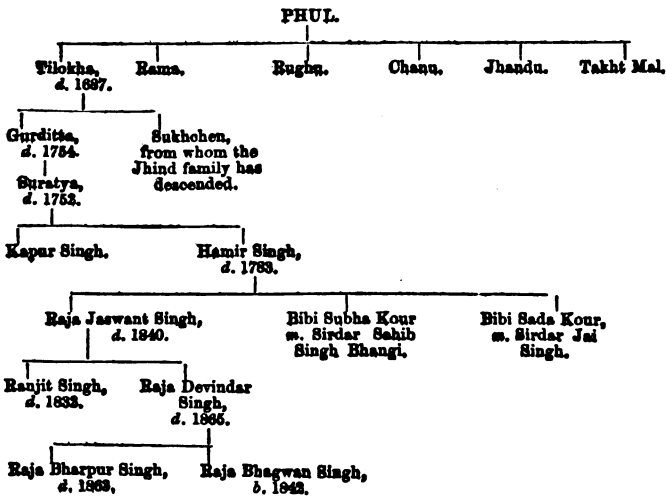 PHUL.
Tilokha, Rama. Rughu. Chanu. Jhandu. Takht Mal.
d. 1687.
Gurditta, Sukhchen,
d. 1754. from whom the
Jhind family has
descended.
Suratya,
d. 1752.
Kapur Singh. Hamir Singh,
d. 1783.
Raja Jaswant Singh, Bibi Subha Kour Bibi Sada Kour,
d. 1840. m. Sirdar Sahib m. Sirdar Jai
Singh Bhangi. Singh.
Ranjit Singh, Raja Devindar
d. 1832. Singh,
d. 1865.
Raja Bharpur Singh, Raja Bhagwan Singh,
d. 1863, b. 1842.